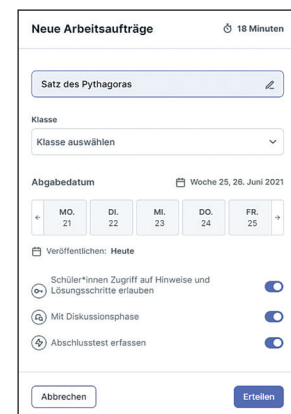 Neue Arbeitsaufträge
18 Minuten
Satz des Pythagoras
Klasse
Klasse auswählen
Abgabedatum
Woche 25, 26. Juni 2021
MO. DI. MI. DO. FR.
21 22 23 24 25
Veröffentlichen: Heute
Schüler*innen Zugriff auf Hinweise und
Lösungsschritte erlauben
Mit Diskussionsphase
Abschlusstest erfassen
Abbrechen
Erteilen